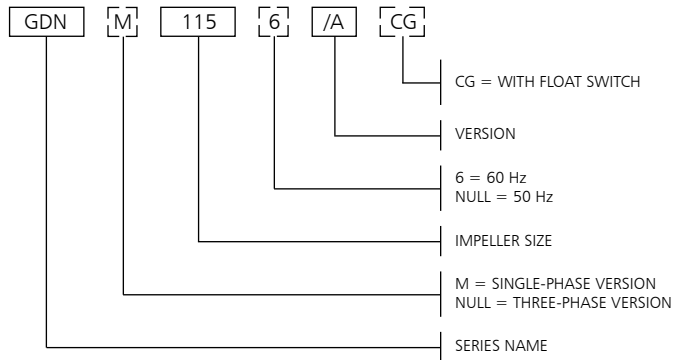 GDN M 115 6 /A CG
CG = WITH FLOAT SWITCH
VERSION
6 = 60 Hz
NULL = 50 Hz
IMPELLER SIZE
M = SINGLE-PHASE VERSION
NULL = THREE-PHASE VERSION
SERIES NAME